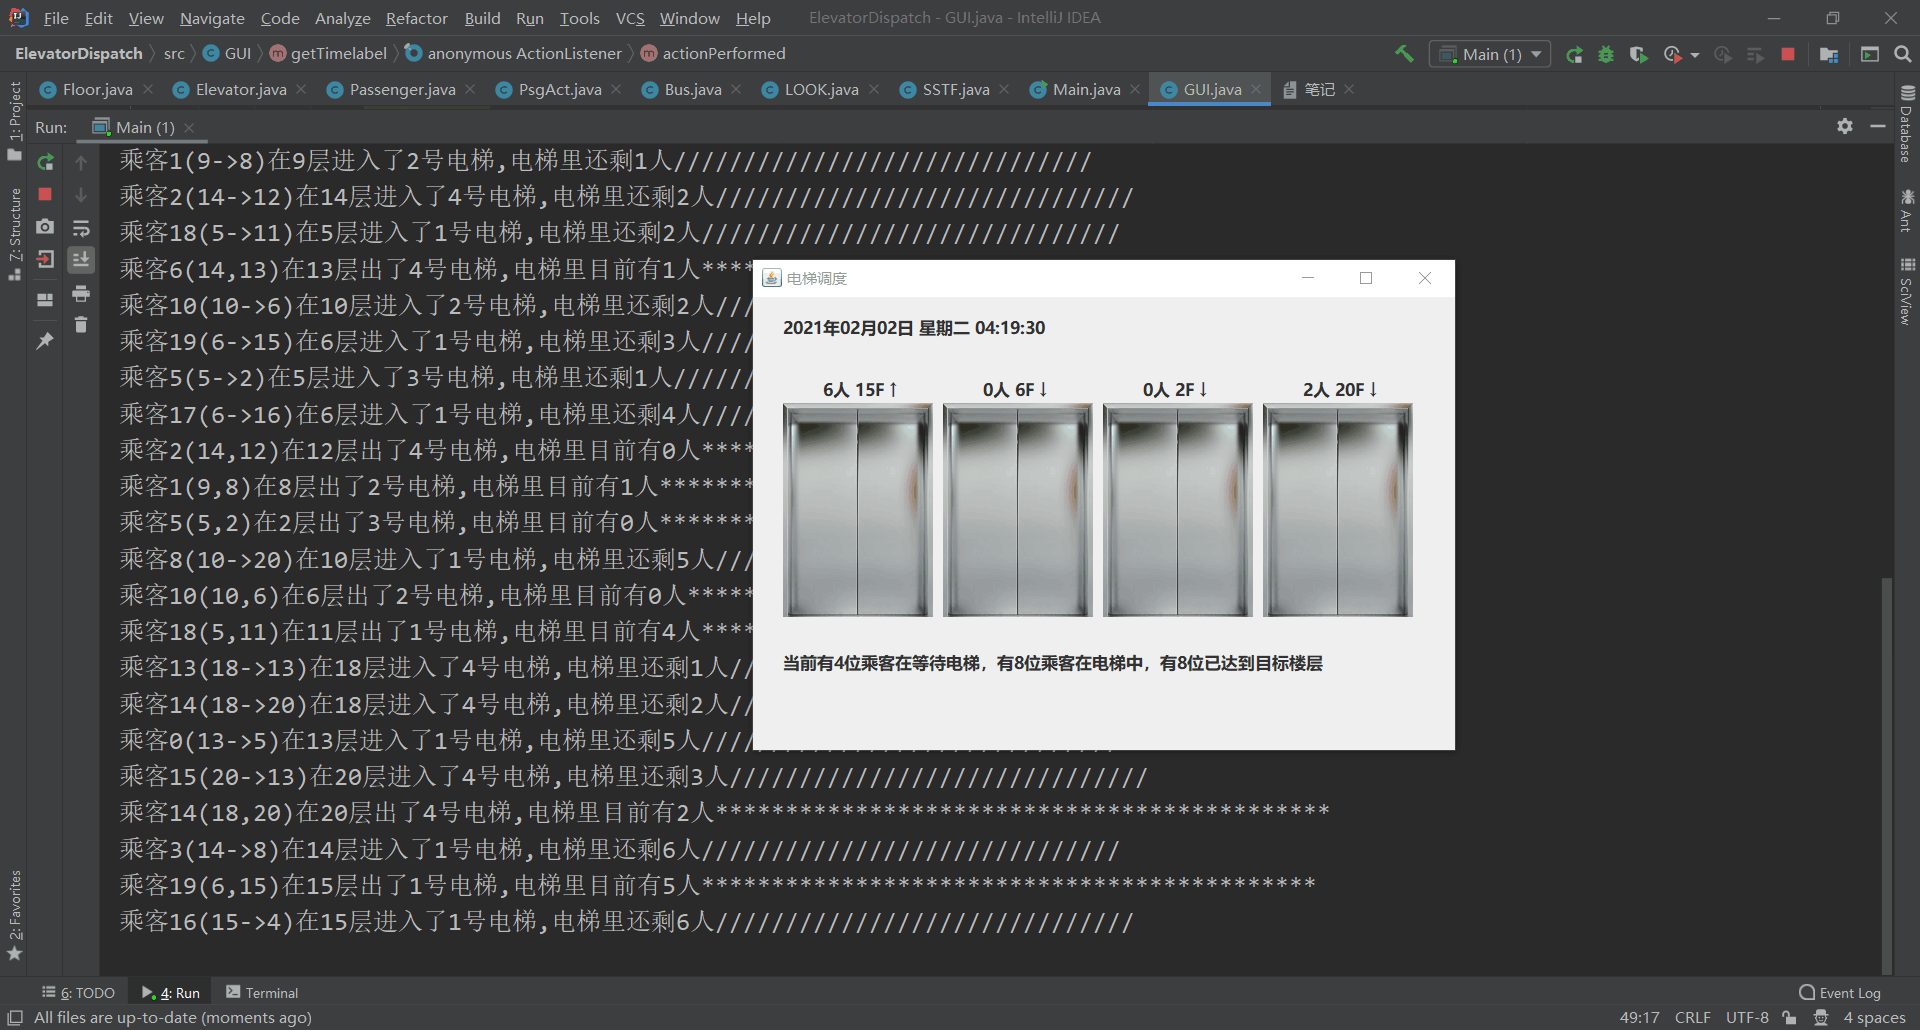 File Edit View Navigate Code Analyze Refactor Build Run Tools VCS Window Help ElevatorDispatch - GUI.java - IntelliJ IDEA
ElevatorDispatch src GUI getTimelabel anonymous ActionListener actionPerformed Main (1)
Floor.java Elevator.java Passenger.java PsgAct.java Bus.java LOOK.java SSTF.java Main.java GUI.java 笔记
Run: Main (1)
1: Project
7: Structure
2: Favorites
Database
Ant
SciView
乘客1(9->8)在9层进入了2号电梯,电梯里还剩1人//////////////////////////////
乘客2(14->12)在14层进入了4号电梯,电梯里还剩2人//////////////////////////////
乘客18(5->11)在5层进入了1号电梯,电梯里还剩2人//////////////////////////////
乘客6(14,13)在13层出了4号电梯,电梯里目前有1人****
乘客10(10->6)在10层进入了2号电梯,电梯里还剩2人///
乘客19(6->15)在6层进入了1号电梯,电梯里还剩3人////
乘客5(5->2)在5层进入了3号电梯,电梯里还剩1人//////
乘客17(6->16)在6层进入了1号电梯,电梯里还剩4人////
乘客2(14,12)在12层出了4号电梯,电梯里目前有0人****
乘客1(9,8)在8层出了2号电梯,电梯里目前有1人*******
乘客5(5,2)在2层出了3号电梯,电梯里目前有0人*******
乘客8(10->20)在10层进入了1号电梯,电梯里还剩5人///
乘客10(10,6)在6层出了2号电梯,电梯里目前有0人*****
乘客18(5,11)在11层出了1号电梯,电梯里目前有4人****
乘客13(18->13)在18层进入了4号电梯,电梯里还剩1人//
乘客14(18->20)在18层进入了4号电梯,电梯里还剩2人//
乘客0(13->5)在13层进入了1号电梯,电梯里还剩5人//////////////////////////////
乘客15(20->13)在20层进入了4号电梯,电梯里还剩3人//////////////////////////////
乘客14(18,20)在20层出了4号电梯,电梯里目前有2人********************************************
乘客3(14->8)在14层进入了1号电梯,电梯里还剩6人//////////////////////////////
乘客19(6,15)在15层出了1号电梯,电梯里目前有5人********************************************
乘客16(15->4)在15层进入了1号电梯,电梯里还剩6人//////////////////////////////
电梯调度
2021年02月02日 星期二 04:19:30
6人 15F↑ 0人 6F↓ 0人 2F↓ 2人 20F↓
当前有4位乘客在等待电梯，有8位乘客在电梯中，有8位已达到目标楼层
6: TODO 4: Run Terminal Event Log
All files are up-to-date (moments ago) 49:17 CRLF UTF-8 4 spaces